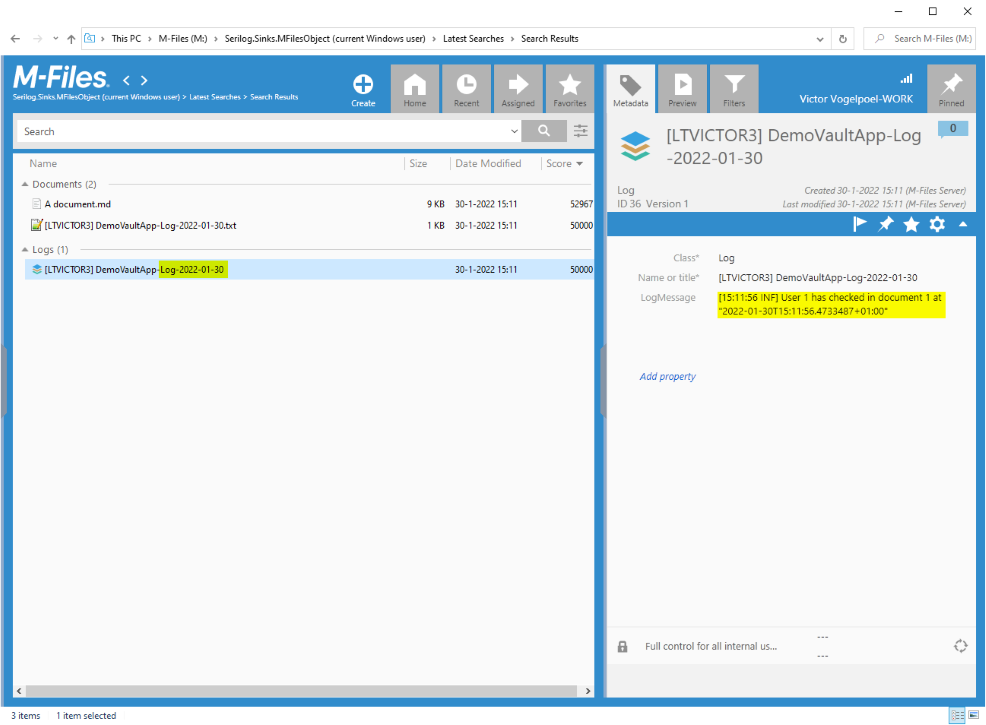 This PC > M-Files (M:) > Serilog.Sinks.MFilesObject (current Windows user) > Latest Searches > Search Results
Search M-Files (M:)
M-Files.
Serilog.Sinks.MFilesObject (current Windows user) > Latest Searches > Search Results
Create
Home
Recent
Assigned
Favorites
Metadata
Preview
Filters
Victor Vogelpoel-WORK
Pinned
Search
Name Size Date Modified Score
Documents (2)
A document.md 9 KB 30-1-2022 15:11 52967
[LTVICTOR3] DemoVaultApp-Log-2022-01-30.txt 1 KB 30-1-2022 15:11 50000
Logs (1)
[LTVICTOR3] DemoVaultApp-Log-2022-01-30 30-1-2022 15:11 50000
[LTVICTOR3] DemoVaultApp-Log
-2022-01-30
0
Log Created 30-1-2022 15:11 (M-Files Server)
ID 36 Version 1 Last modified 30-1-2022 15:11 (M-Files Server)
Class* Log
Name or title* [LTVICTOR3] DemoVaultApp-Log-2022-01-30
LogMessage [15:11:56 INF] User 1 has checked in document 1 at
"2022-01-30T15:11:56.4733487+01:00"
Add property
Full control for all internal us... ---
---
3 items 1 item selected